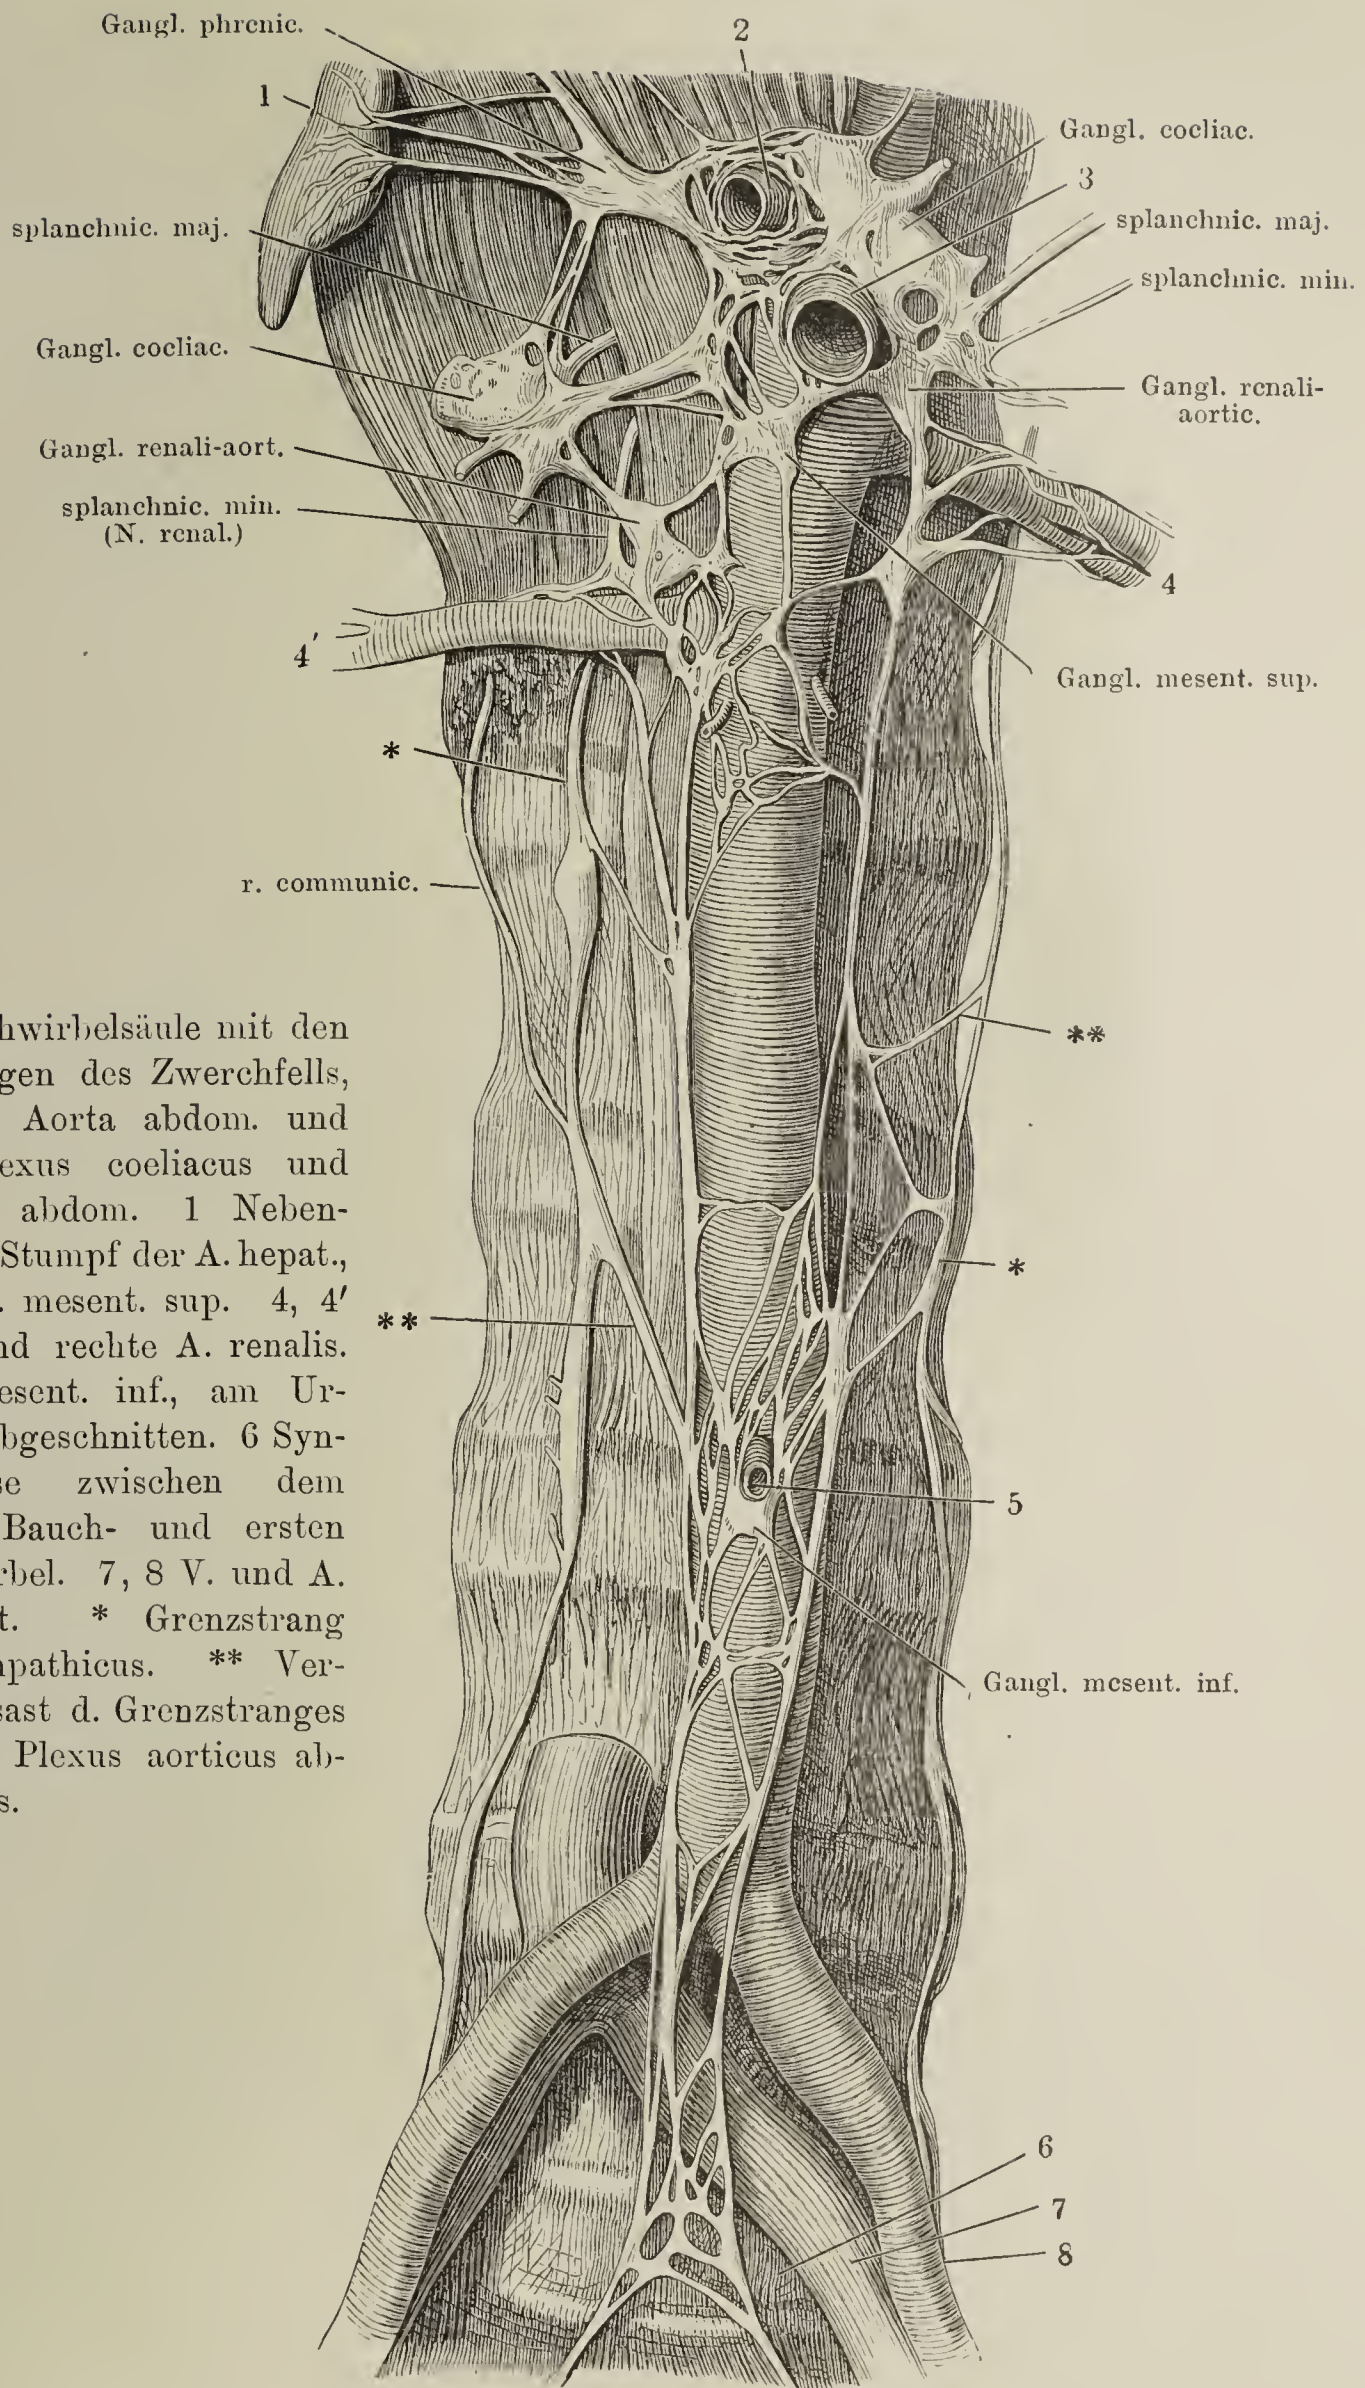 Gangl. phrenic.
2
1
Gangl. coeliac.
3
splanchnic. maj.
splanchnic. maj.
splanchnic. min.
Gangl. coeliac.
Gangl. renali-
aortic.
Gangl. renali-aort.
splanchnic. min.
(N. renal.)
4
4′
Gangl. mesent. sup.
*
r. communic.
**
*
**
5
Gangl. mesent. inf.
6
7
8
hwirbelsäule mit den
gen des Zwerchfells,
Aorta abdom. und
exus coeliacus und
abdom. 1 Neben-
Stumpf der A. hepat.,
. mesent. sup. 4, 4′
nd rechte A. renalis.
esent. inf., am Ur-
bgeschnitten. 6 Syn-
se zwischen dem
Bauch- und ersten
rbel. 7, 8 V. und A.
t. * Grenzstrang
npathicus. ** Ver-
sast d. Grenzstranges
Plexus aorticus ab-
s.